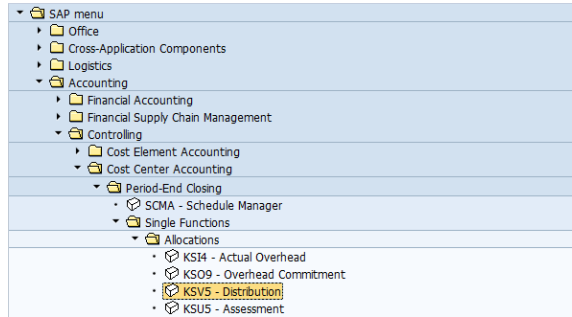 SAP menu
Office
Cross-Application Components
Logistics
Accounting
Financial Accounting
Financial Supply Chain Management
Controlling
Cost Element Accounting
Cost Center Accounting
Period-End Closing
SCMA - Schedule Manager
Single Functions
Allocations
KSI4 - Actual Overhead
KSO9 - Overhead Commitment
KSV5 - Distribution
KSU5 - Assessment